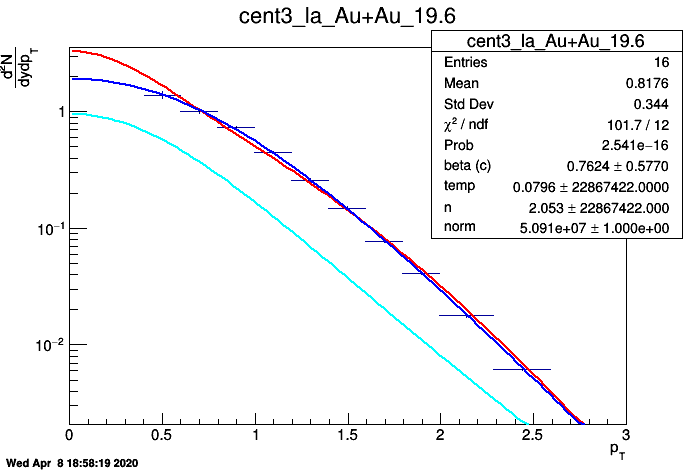 cent3_la_Au+Au_19.6
d²N
dydp_T
cent3_la_Au+Au_19.6
Entries 16
Mean 0.8176
Std Dev 0.344
χ² / ndf 101.7 / 12
Prob 2.541e−16
beta (c) 0.7624 ± 0.5770
temp 0.0796 ± 22867422.0000
n 2.053 ± 22867422.000
norm 5.091e+07 ± 1.000e+00
1
10⁻¹
10⁻²
0 0.5 1 1.5 2 2.5 3
p_T
Wed Apr 8 18:58:19 2020